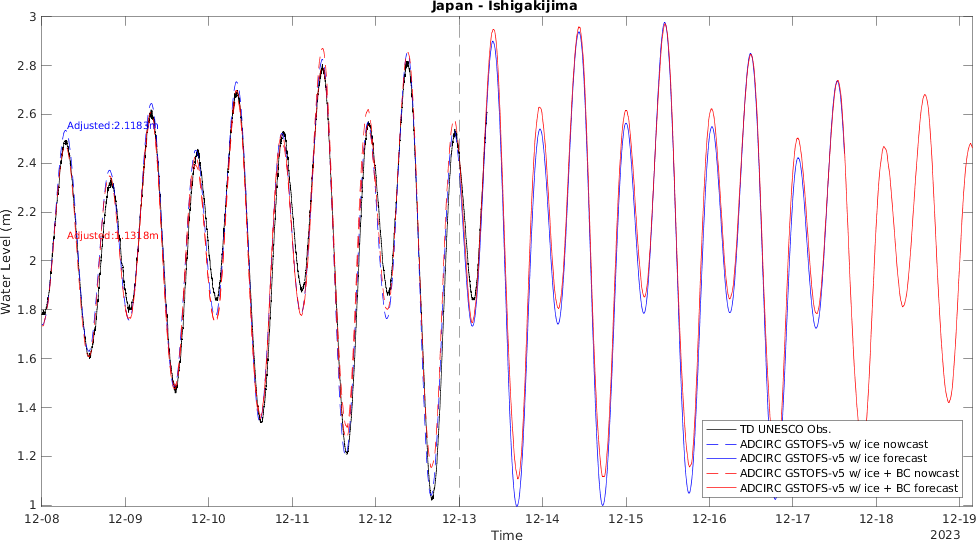 Japan - Ishigakijima
3
2.8
2.6
2.4
2.2
2
1.8
1.6
1.4
1.2
1
Water Level (m)
Adjusted:2.1183m
Adjusted:1.1318m
TD UNESCO Obs.
ADCIRC GSTOFS-v5 w/ ice nowcast
ADCIRC GSTOFS-v5 w/ ice forecast
ADCIRC GSTOFS-v5 w/ ice + BC nowcast
ADCIRC GSTOFS-v5 w/ ice + BC forecast
12-08 12-09 12-10 12-11 12-12 12-13 12-14 12-15 12-16 12-17 12-18 12-19
Time
2023